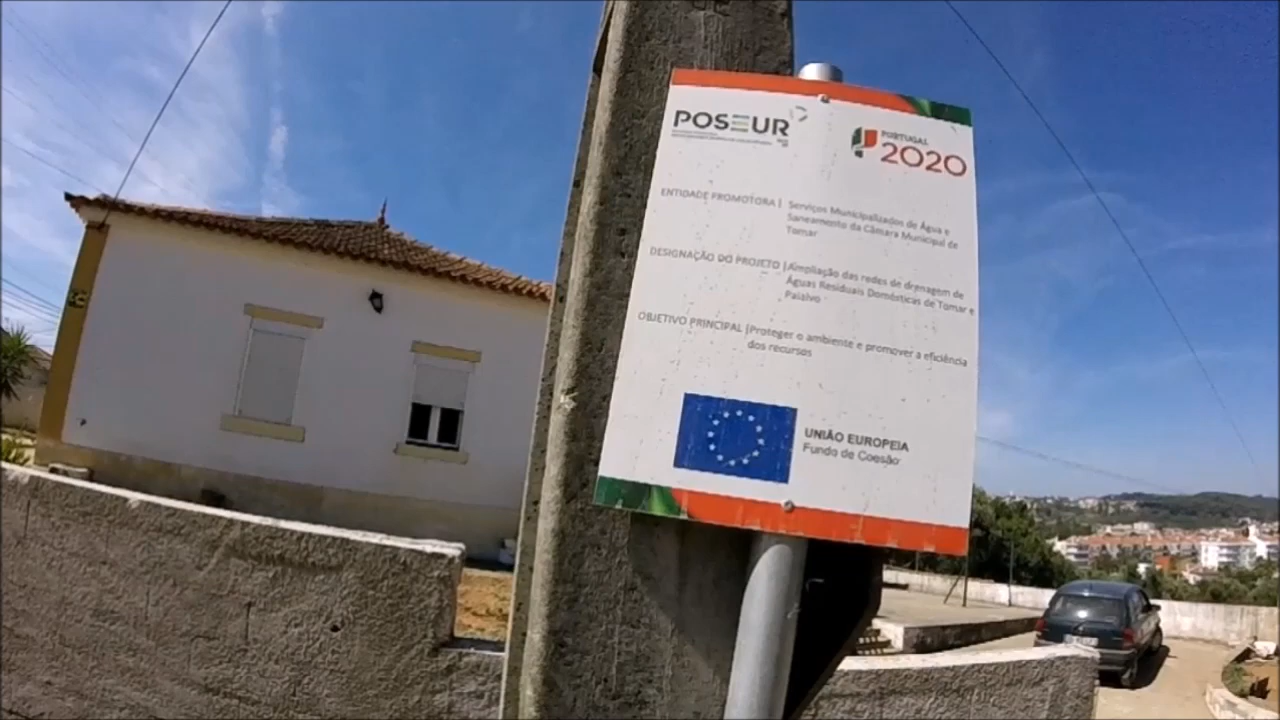 POSEUR
PORTUGAL
2020
ENTIDADE PROMOTORA | Serviços Municipalizados de Água e
Saneamento da Câmara Municipal de
Tomar
DESIGNAÇÃO DO PROJETO | Ampliação das redes de drenagem de
Águas Residuais Domésticas de Tomar e
Paialvo
OBJETIVO PRINCIPAL | Proteger o ambiente e promover a eficiência
dos recursos
UNIÃO EUROPEIA
Fundo de Coesão